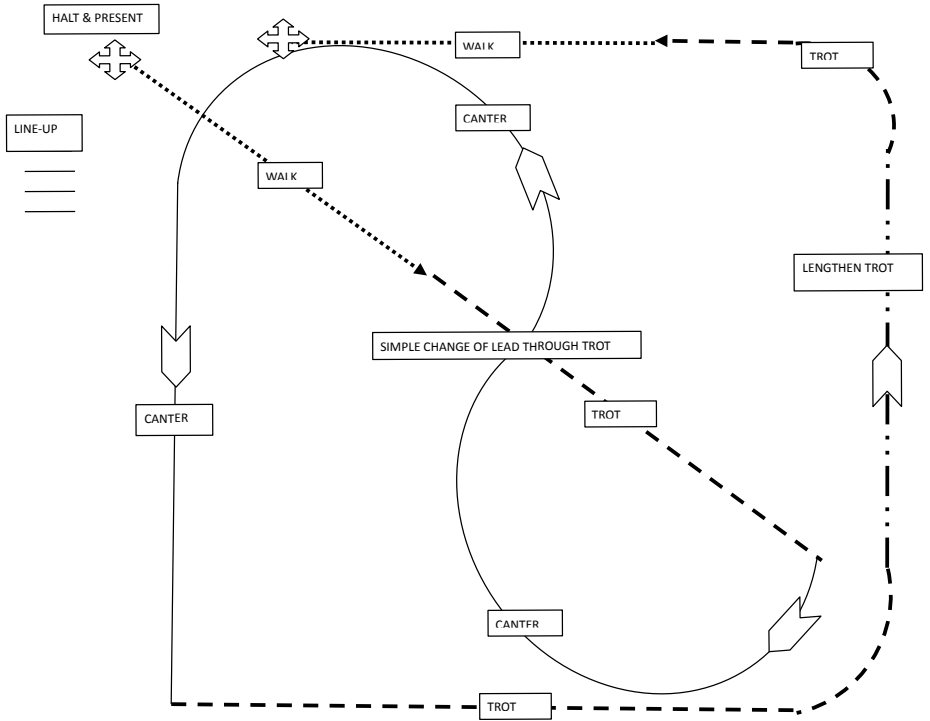 HALT & PRESENT
WALK
TROT
CANTER
LINE-UP
WALK
LENGTHEN TROT
SIMPLE CHANGE OF LEAD THROUGH TROT
CANTER
TROT
CANTER
TROT